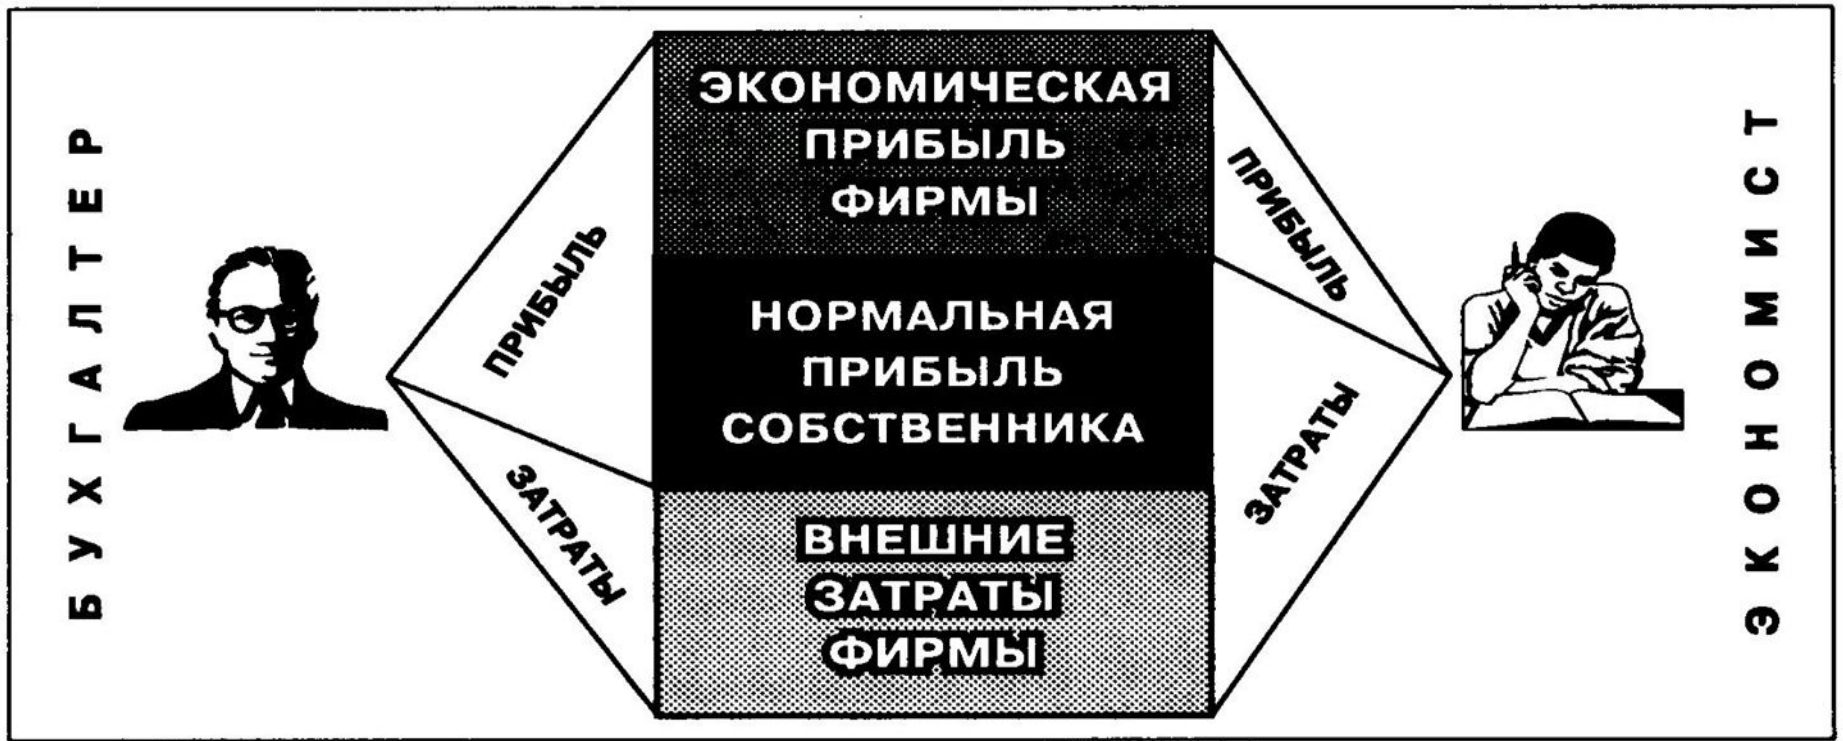 БУХГАЛТЕР
ПРИБЫЛЬ
ЗАТРАТЫ
ЭКОНОМИЧЕСКАЯ
ПРИБЫЛЬ
ФИРМЫ
НОРМАЛЬНАЯ
ПРИБЫЛЬ
СОБСТВЕННИКА
ВНЕШНИЕ
ЗАТРАТЫ
ФИРМЫ
ПРИБЫЛЬ
ЗАТРАТЫ
ЭКОНОМИСТ